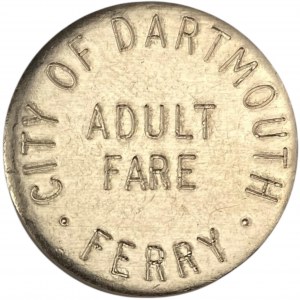 CITY OF DARTMOUTH
ADULT
FARE
· FERRY ·